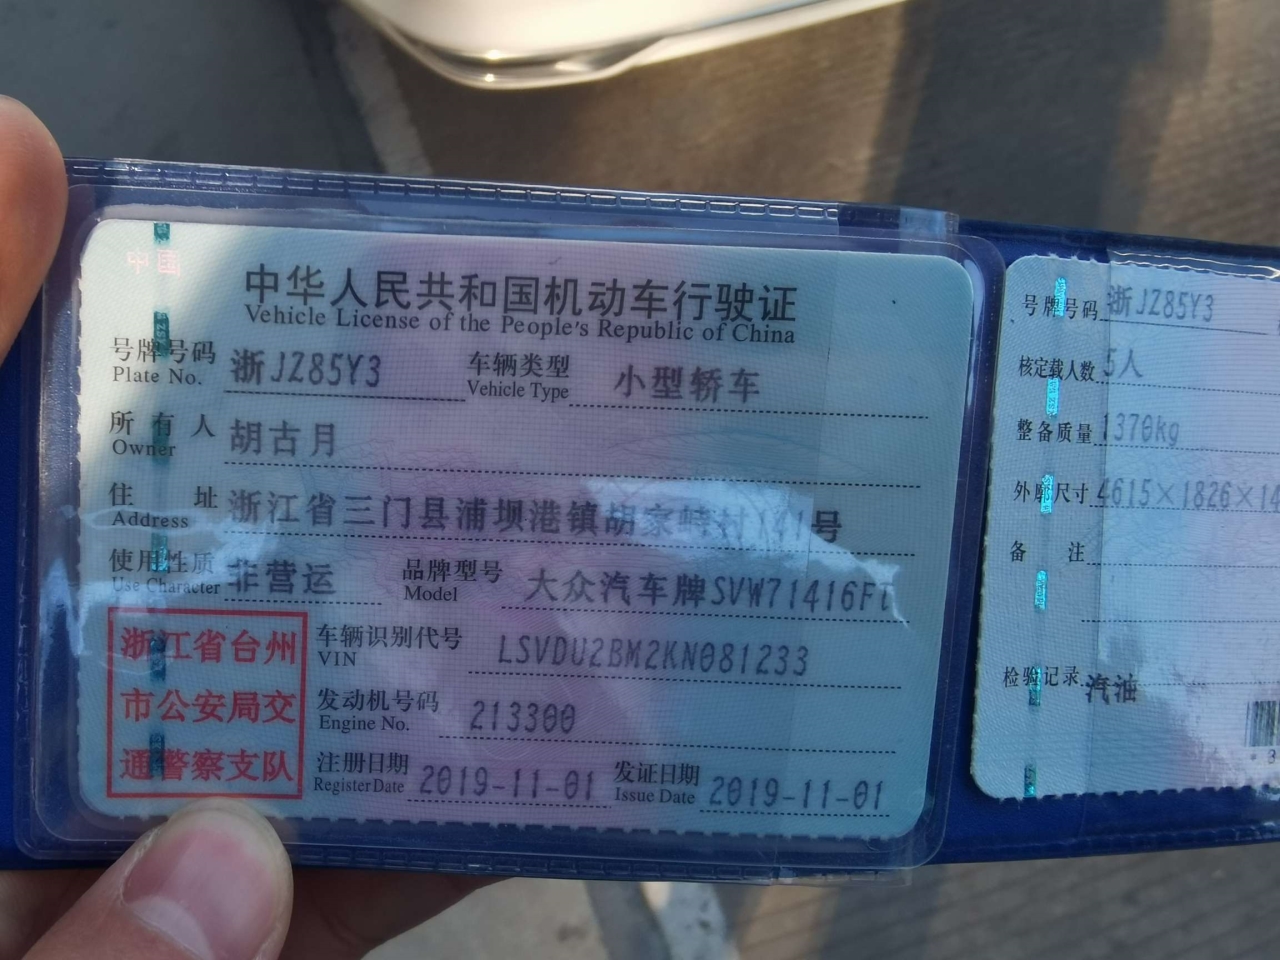 中国
中华人民共和国机动车行驶证
Vehicle License of the People's Republic of China
号牌号码 浙JZ85Y3 车辆类型 小型轿车
Plate No. Vehicle Type
所有人 胡古月
Owner
住址 浙江省三门县浦坝港镇胡家 村 号
Address
使用性质 非营运 品牌型号 大众汽车牌SVW71416F
Use Character Model
浙江省台州
市公安局交
通警察支队
车辆识别代号 LSVDU2BM2KN081233
VIN
发动机号码 213300
Engine No.
注册日期 2019-11-01 发证日期 2019-11-01
Register Date Issue Date
号牌号码 浙JZ85Y3
核定载人数 5人
整备质量 1370kg
外廓尺寸 4615×1826×14
备注
检验记录 汽油